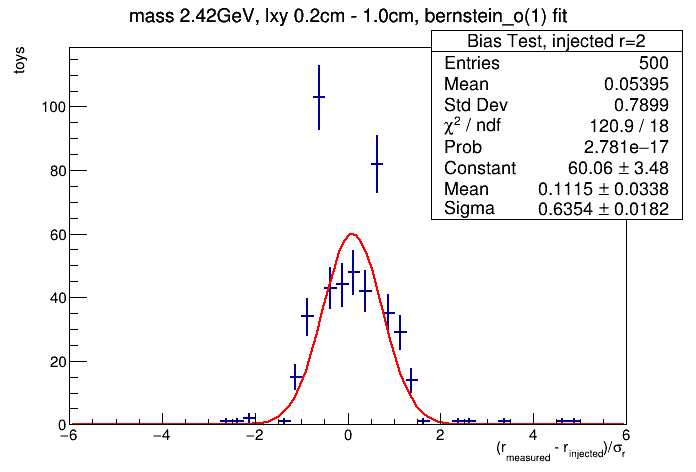 mass 2.42GeV, lxy 0.2cm - 1.0cm, bernstein_o(1) fit
Bias Test, injected r=2
Entries 500
Mean 0.05395
Std Dev 0.7899
χ² / ndf 120.9 / 18
Prob 2.781e−17
Constant 60.06 ± 3.48
Mean 0.1115 ± 0.0338
Sigma 0.6354 ± 0.0182
toys
100
80
60
40
20
0
−6 −4 −2 0 2 4 6
(r_measured - r_injected)/σ_r